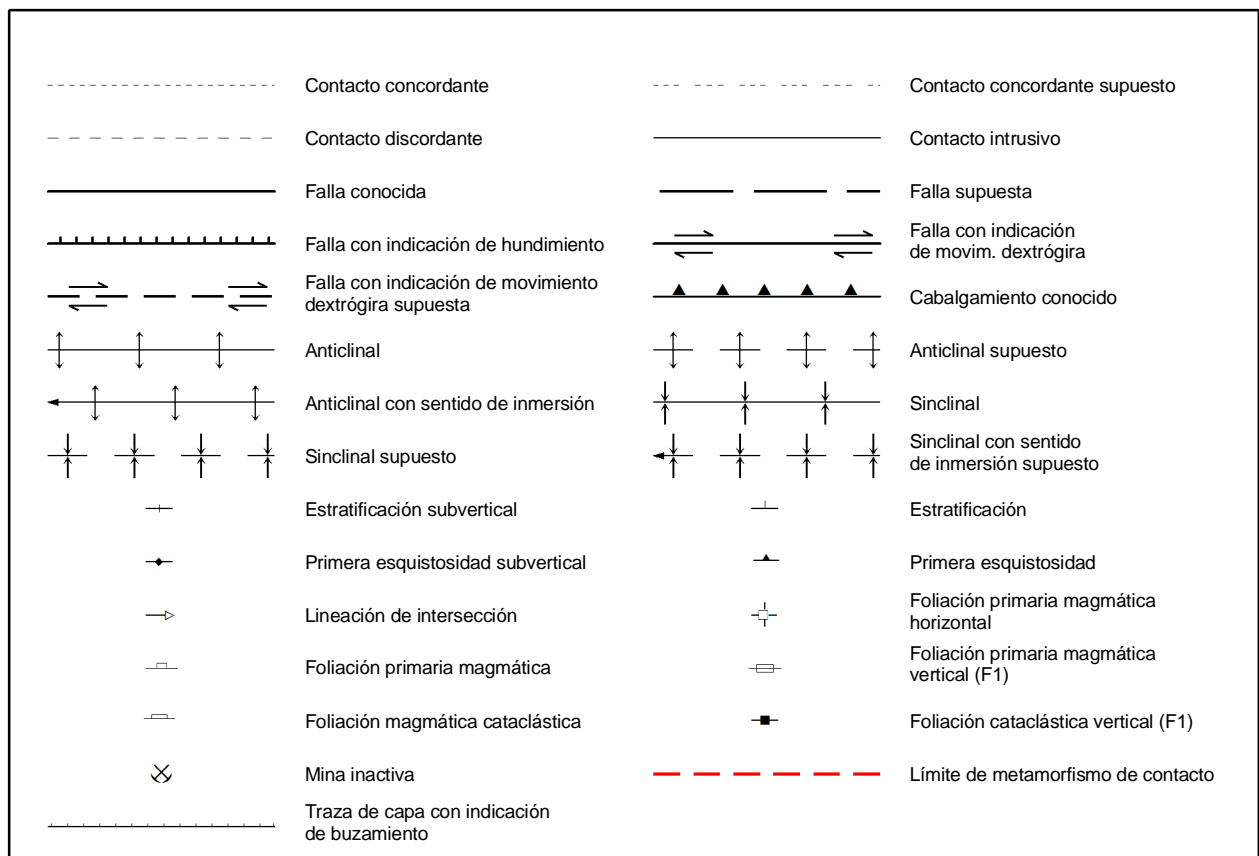 Contacto concordante
Contacto concordante supuesto
Contacto discordante
Contacto intrusivo
Falla conocida
Falla supuesta
Falla con indicación de hundimiento
Falla con indicación
de movim. dextrógira
Falla con indicación de movimiento
dextrógira supuesta
Cabalgamiento conocido
Anticlinal
Anticlinal supuesto
Anticlinal con sentido de inmersión
Sinclinal
Sinclinal supuesto
Sinclinal con sentido
de inmersión supuesto
Estratificación subvertical
Estratificación
Primera esquistosidad subvertical
Primera esquistosidad
Lineación de intersección
Foliación primaria magmática
horizontal
Foliación primaria magmática
Foliación primaria magmática
vertical (F1)
Foliación magmática cataclástica
Foliación cataclástica vertical (F1)
Mina inactiva
Límite de metamorfismo de contacto
Traza de capa con indicación
de buzamiento